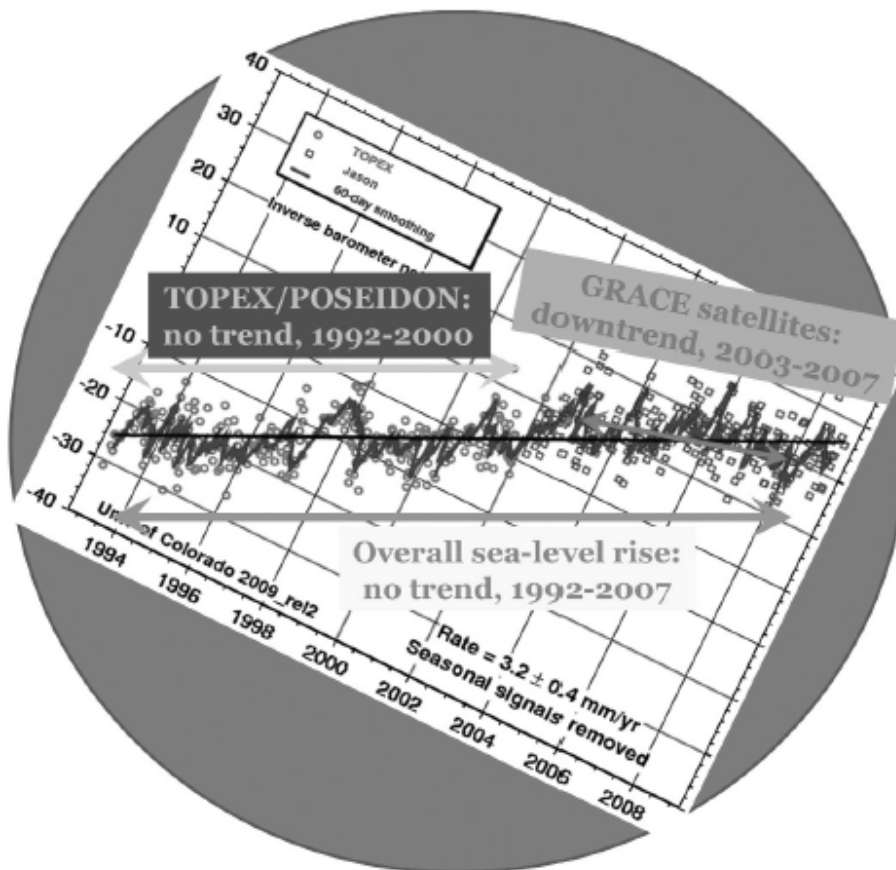 40
30
20
10
-10
-20
-30
-40
TOPEX
Jason
60-day smoothing
Inverse barometer
TOPEX/POSEIDON:
no trend, 1992-2000
GRACE satellites:
downtrend, 2003-2007
Overall sea-level rise:
no trend, 1992-2007
of Colorado 2009_rel2
Rate = 3.2 ± 0.4 mm/yr
Seasonal signals removed
1994
1996
1998
2000
2002
2004
2006
2008